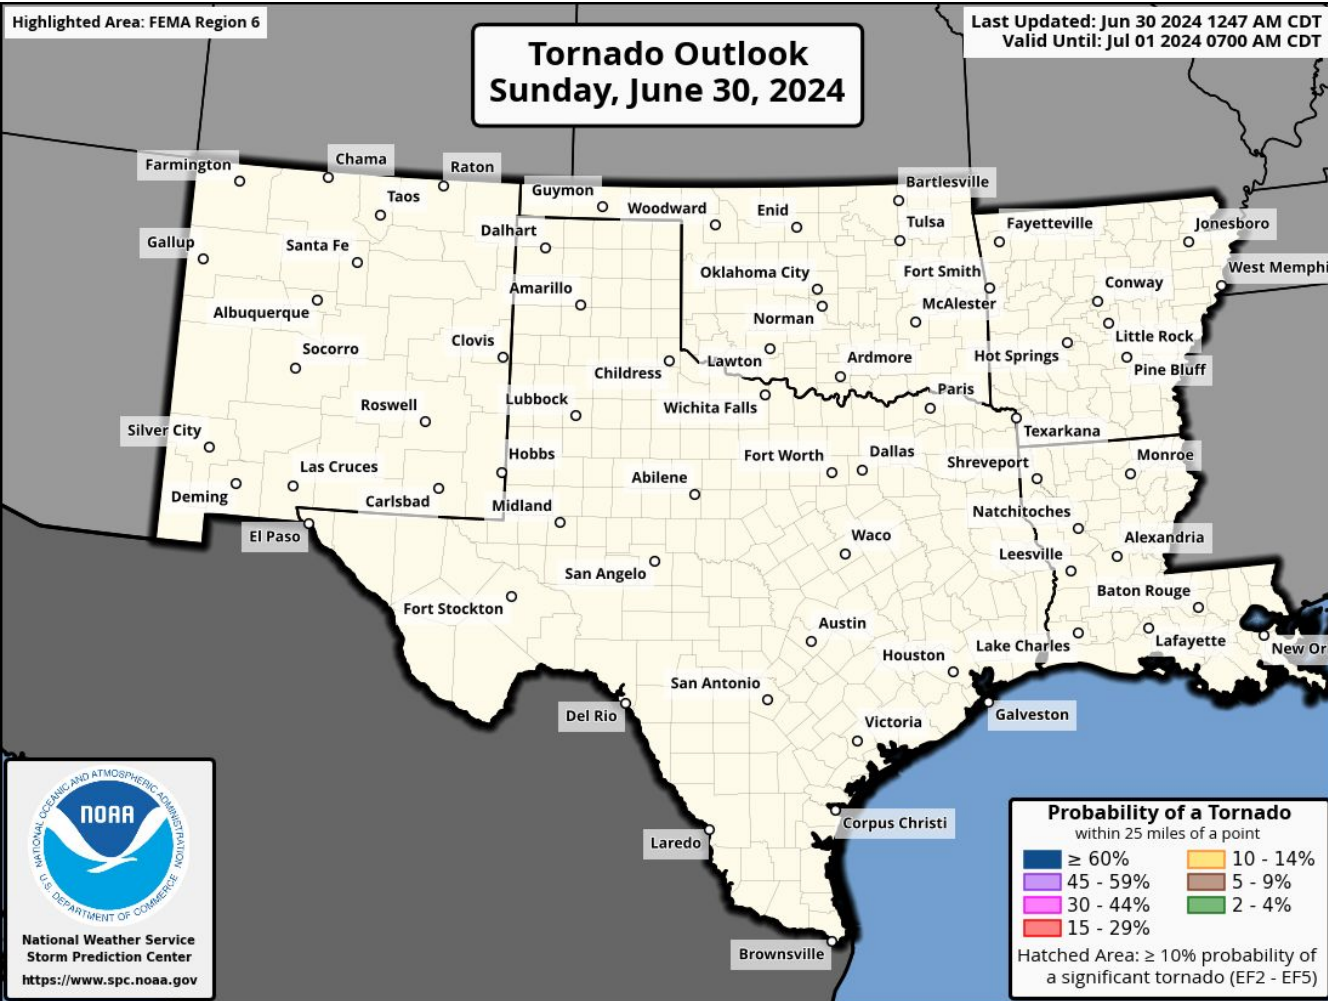 Highlighted Area: FEMA Region 6
Last Updated: Jun 30 2024 1247 AM CDT
Valid Until: Jul 01 2024 0700 AM CDT
Tornado Outlook
Sunday, June 30, 2024
Farmington
Chama
Raton
Taos
Guymon
Woodward
Enid
Bartlesville
Tulsa
Fayetteville
Jonesboro
Gallup
Santa Fe
Dalhart
Oklahoma City
Fort Smith
West Memphi
Albuquerque
Amarillo
Norman
McAlester
Conway
Socorro
Clovis
Childress
Lawton
Ardmore
Hot Springs
Little Rock
Pine Bluff
Roswell
Lubbock
Wichita Falls
Paris
Silver City
Texarkana
Las Cruces
Hobbs
Abilene
Fort Worth
Dallas
Shreveport
Monroe
Deming
Carlsbad
Midland
Natchitoches
El Paso
San Angelo
Waco
Leesville
Alexandria
Fort Stockton
Baton Rouge
Austin
Houston
Lake Charles
Lafayette
New Or
San Antonio
Del Rio
Victoria
Galveston
Laredo
Corpus Christi
Brownsville
NATIONAL OCEANIC AND ATMOSPHERIC ADMINISTRATION
NOAA
U.S. DEPARTMENT OF COMMERCE
National Weather Service
Storm Prediction Center
https://www.spc.noaa.gov
Probability of a Tornado
within 25 miles of a point
≥ 60%
10 - 14%
45 - 59%
5 - 9%
30 - 44%
2 - 4%
15 - 29%
Hatched Area: ≥ 10% probability of
a significant tornado (EF2 - EF5)